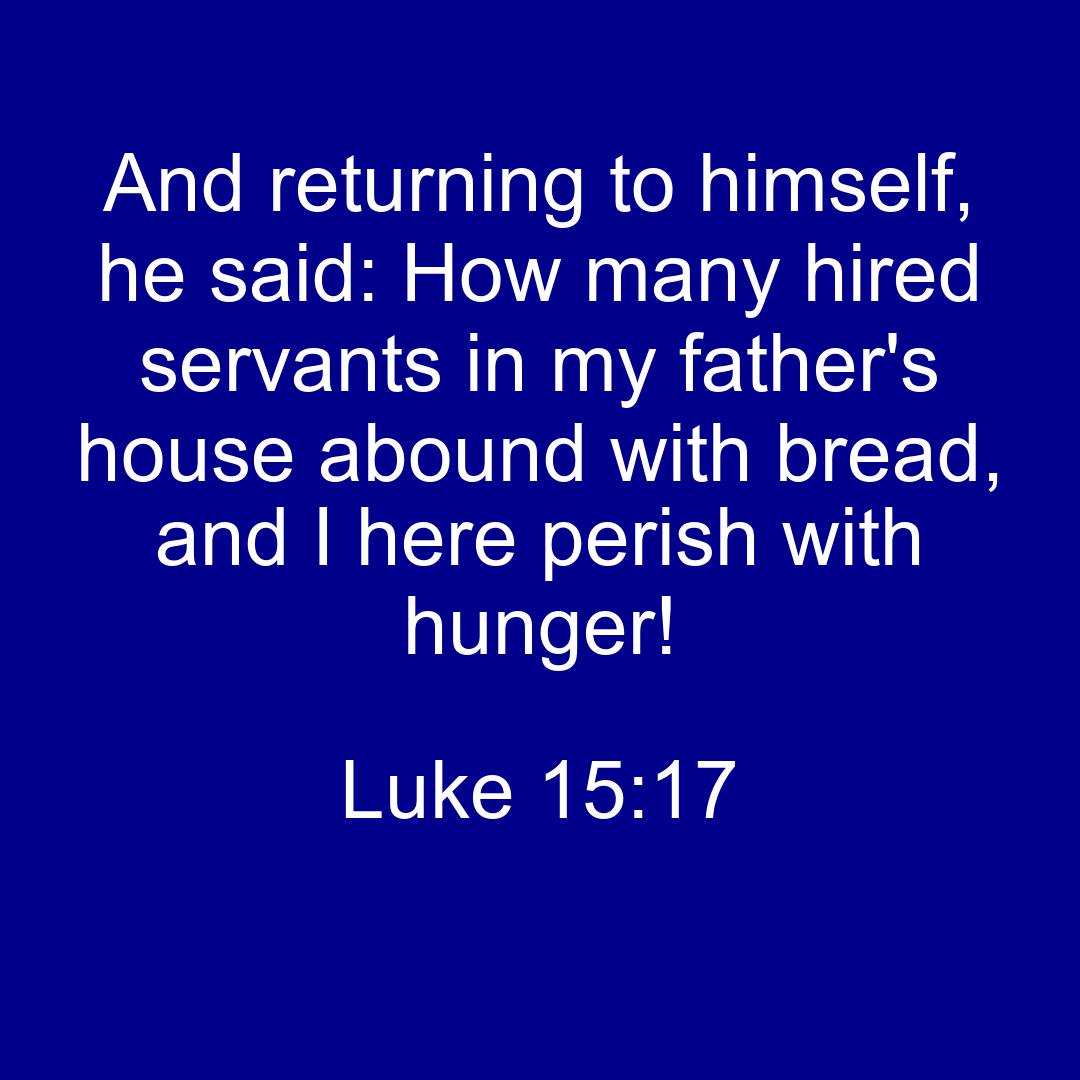 And returning to himself,
he said: How many hired
servants in my father's
house abound with bread,
and I here perish with
hunger!
Luke 15:17